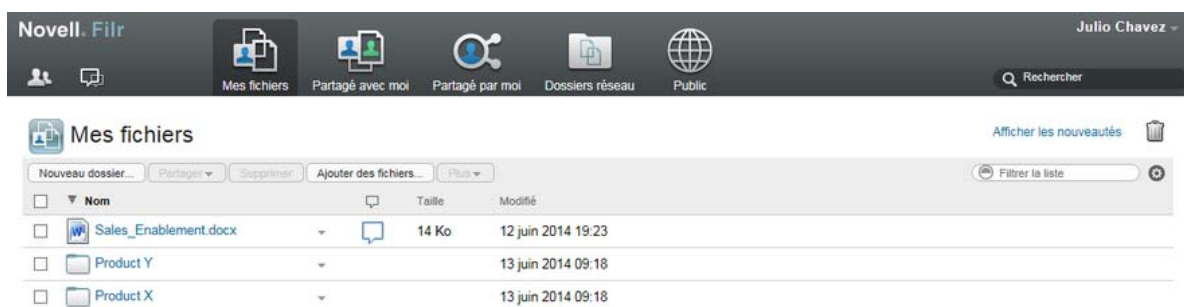 Novell. Filr
Julio Chavez
Mes fichiers Partagé avec moi Partagé par moi Dossiers réseau Public
Rechercher
Mes fichiers
Afficher les nouveautés
Nouveau dossier... Partager Supprimer Ajouter des fichiers... Plus
Filtrer la liste
Nom Taille Modifié
Sales_Enablement.docx 14 Ko 12 juin 2014 19:23
Product Y 13 juin 2014 09:18
Product X 13 juin 2014 09:18